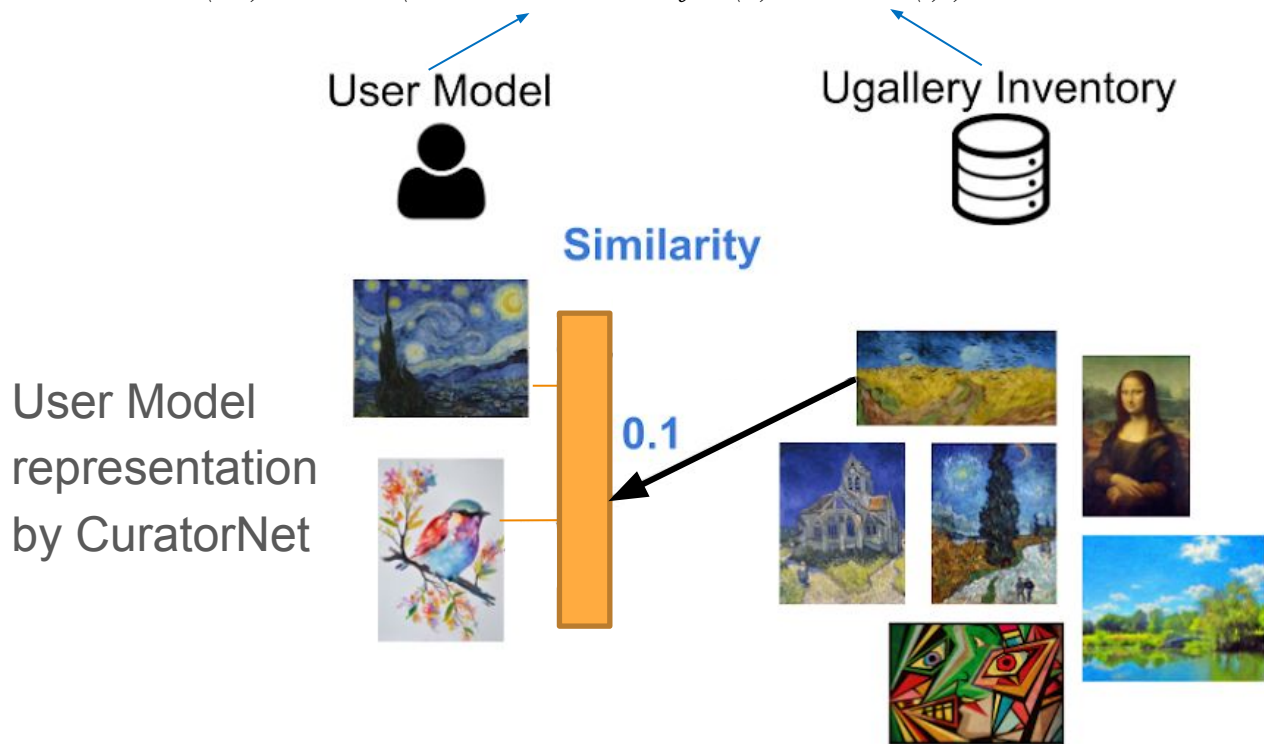 User Model
Ugallery Inventory
Similarity
0.1
User Model
representation
by CuratorNet